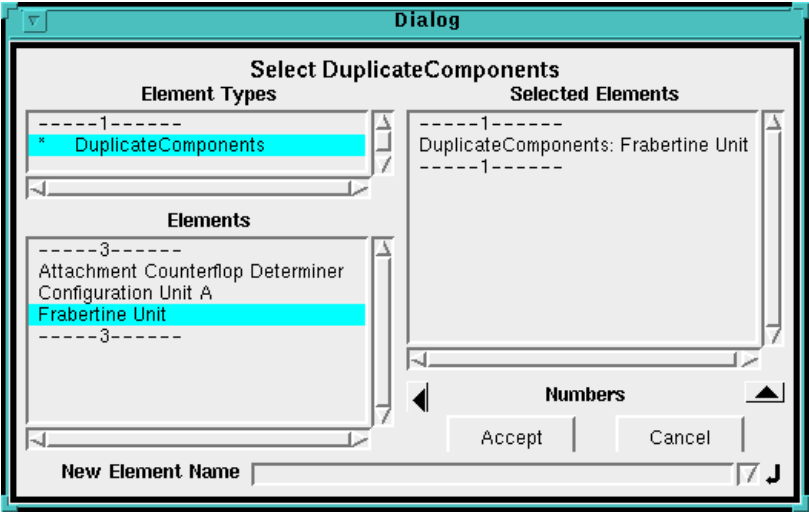 Dialog
Select DuplicateComponents
Element Types
-----1------
* DuplicateComponents
Elements
-----3------
Attachment Counterflop Determiner
Configuration Unit A
Frabertine Unit
-----3------
Selected Elements
-----1------
DuplicateComponents: Frabertine Unit
-----1------
Numbers
Accept
Cancel
New Element Name